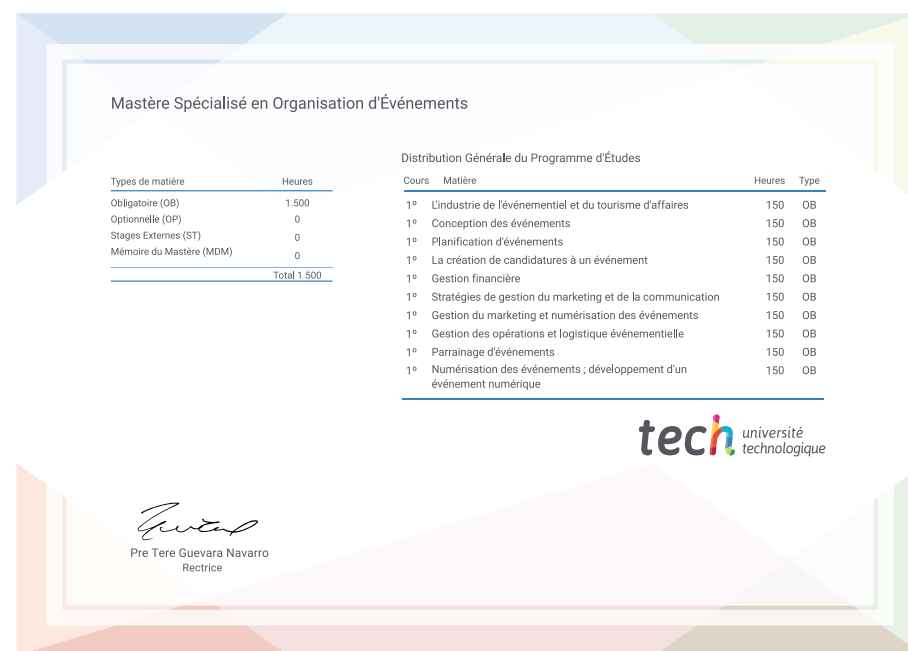 Mastère Spécialisé en Organisation d'Événements
Types de matière Heures
Obligatoire (OB) 1.500
Optionnelle (OP) 0
Stages Externes (ST) 0
Mémoire du Mastère (MDM) 0
Total 1.500
Distribution Générale du Programme d'Études
Cours Matière Heures Type
1º L'industrie de l'événementiel et du tourisme d'affaires 150 OB
1º Conception des événements 150 OB
1º Planification d'événements 150 OB
1º La création de candidatures à un événement 150 OB
1º Gestion financière 150 OB
1º Stratégies de gestion du marketing et de la communication 150 OB
1º Gestion du marketing et numérisation des événements 150 OB
1º Gestion des opérations et logistique événementielle 150 OB
1º Parrainage d'événements 150 OB
1º Numérisation des événements ; développement d'un 150 OB
événement numérique
tech université
technologique
Pre Tere Guevara Navarro
Rectrice